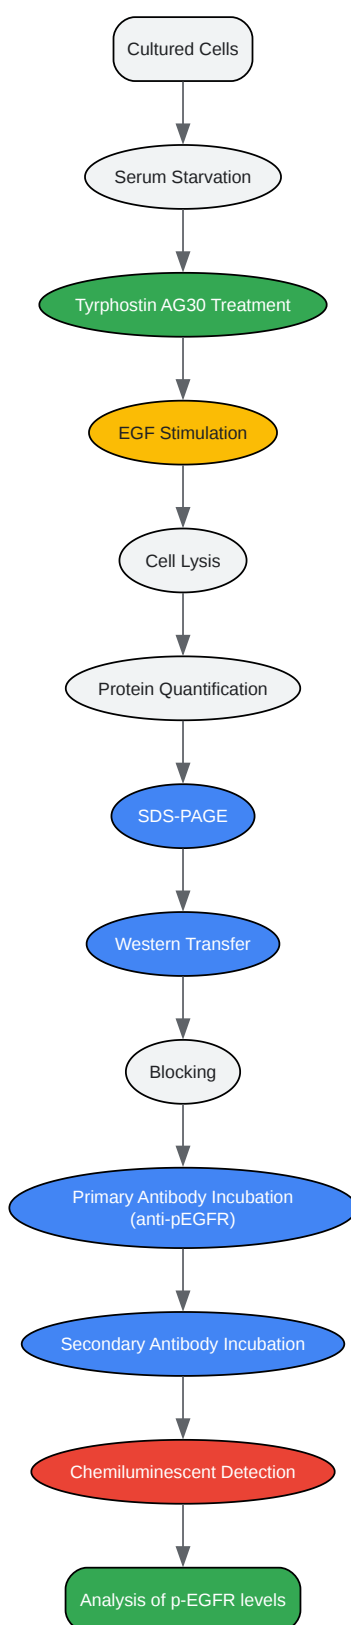 Cultured Cells
Serum Starvation
Tyrphostin AG30 Treatment
EGF Stimulation
Cell Lysis
Protein Quantification
SDS-PAGE
Western Transfer
Blocking
Primary Antibody Incubation
(anti-pEGFR)
Secondary Antibody Incubation
Chemiluminescent Detection
Analysis of p-EGFR levels